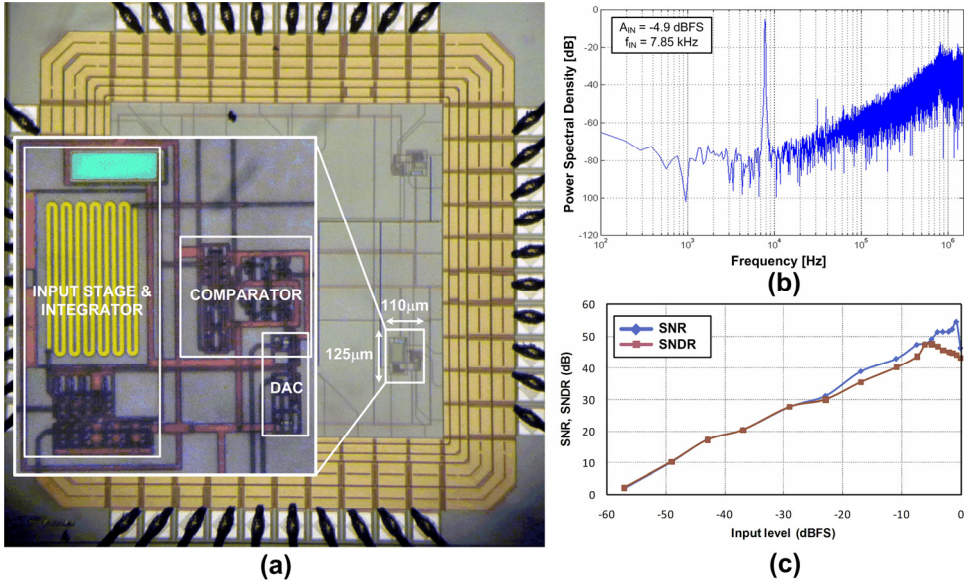 INPUT STAGE &
INTEGRATOR
COMPARATOR
DAC
110μm
125μm
(a)
A_IN = -4.9 dBFS
f_IN = 7.85 kHz
Power Spectral Density [dB]
0
-20
-40
-60
-80
-100
-120
10^2
10^3
10^4
10^5
10^6
Frequency [Hz]
(b)
SNR
SNDR
SNR, SNDR (dB)
60
50
40
30
20
10
0
-60
-50
-40
-30
-20
-10
0
Input level (dBFS)
(c)